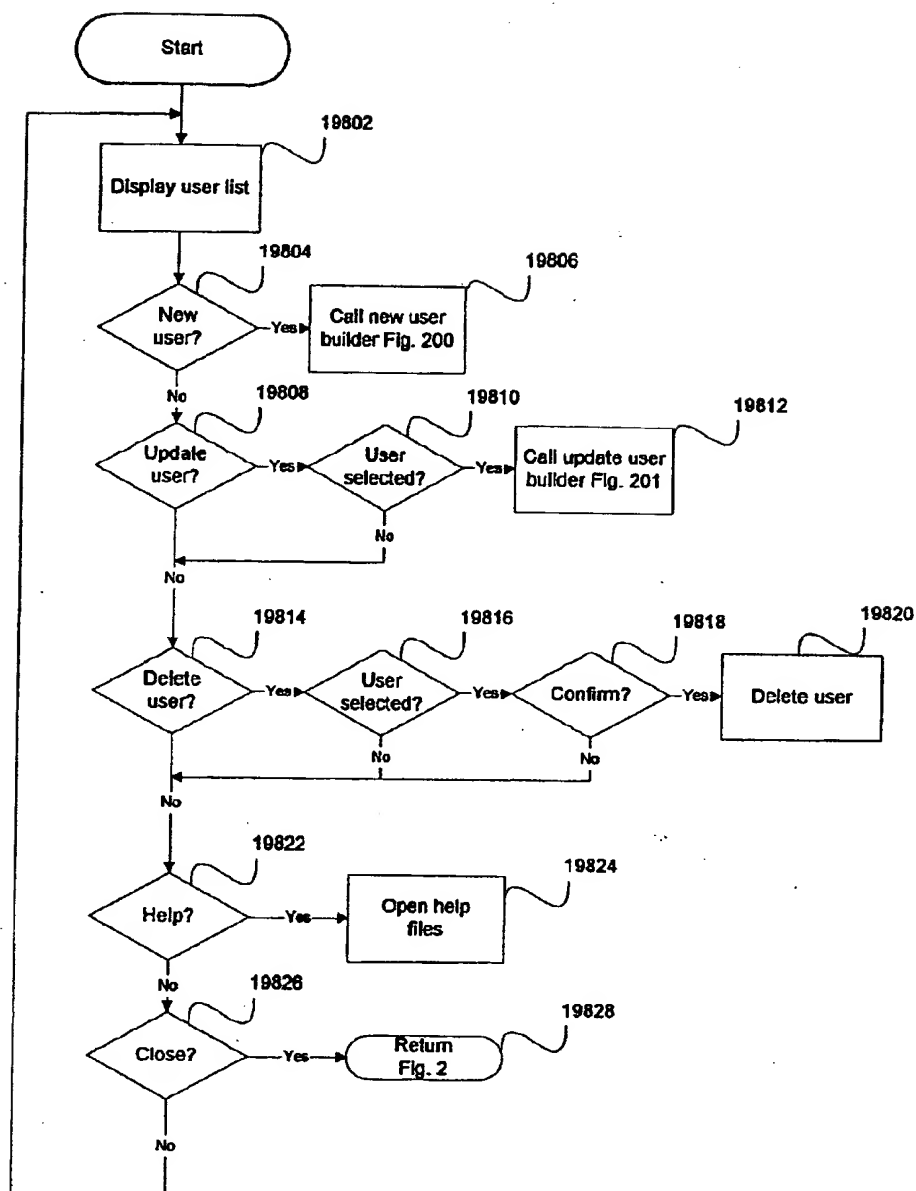 Start
19802
Display user list
19804
19806
New
user?
Yes
Call new user
builder Fig. 200
No
19808
19810
19812
Update
user?
Yes
User
selected?
Yes
Call update user
builder Fig. 201
No
No
19814
19816
19818
19820
Delete
user?
Yes
User
selected?
Yes
Confirm?
Yes
Delete user
No
No
No
19822
19824
Help?
Yes
Open help
files
No
19826
19828
Close?
Yes
Return
Fig. 2
No